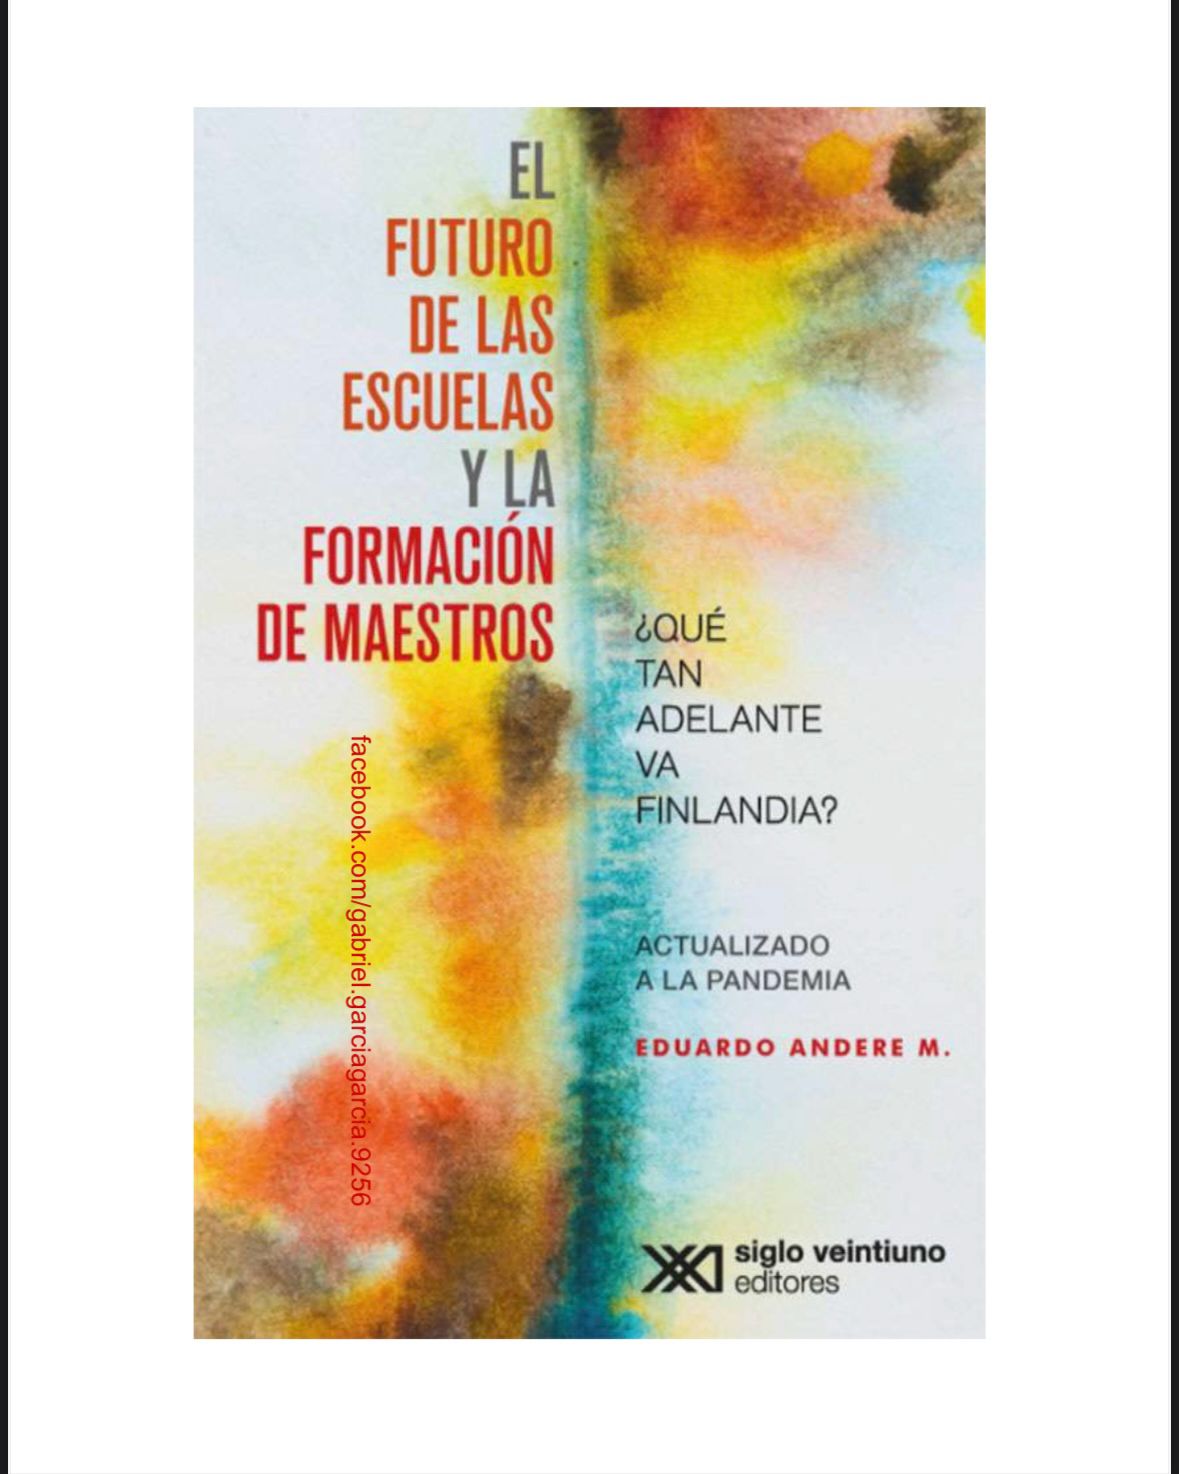 EL
FUTURO
DE LAS
ESCUELAS
Y LA
FORMACIÓN
DE MAESTROS
¿QUÉ
TAN
ADELANTE
VA
FINLANDIA?
facebook.com/gabriel.garciagarcia.9256
ACTUALIZADO
A LA PANDEMIA
EDUARDO ANDERE M.
siglo veintiuno
editores